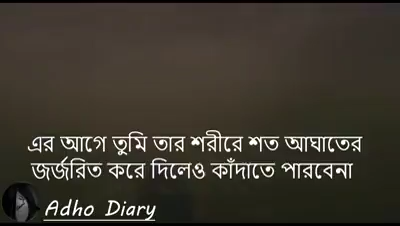 এর আগে তুমি তার শরীরে শত আঘাতের
জর্জরিত করে দিলেও কাঁদাতে পারবেনা
Adho Diary